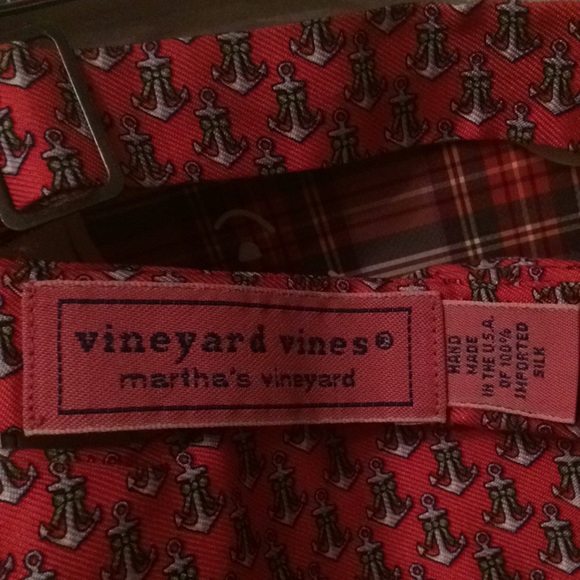 vineyard vines®
martha's vineyard
HAND
MADE
IN THE U.S.A.
OF 100%
IMPORTED
SILK